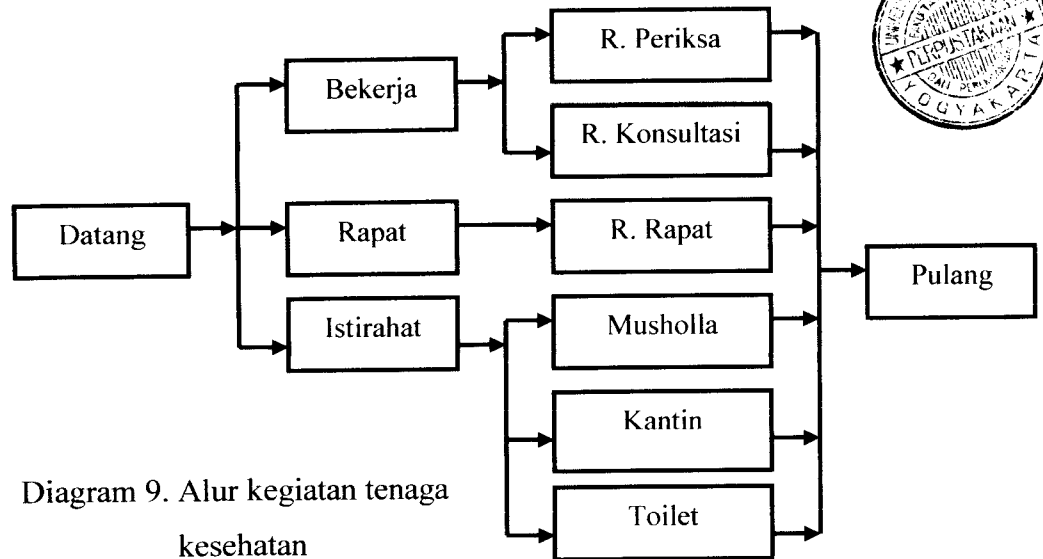 R. Periksa
Bekerja
R. Konsultasi
Datang
Rapat
R. Rapat
Pulang
Istirahat
Musholla
Kantin
Toilet
Diagram 9. Alur kegiatan tenaga
kesehatan
PERPUSTAKAAN
YOGYAKARTA